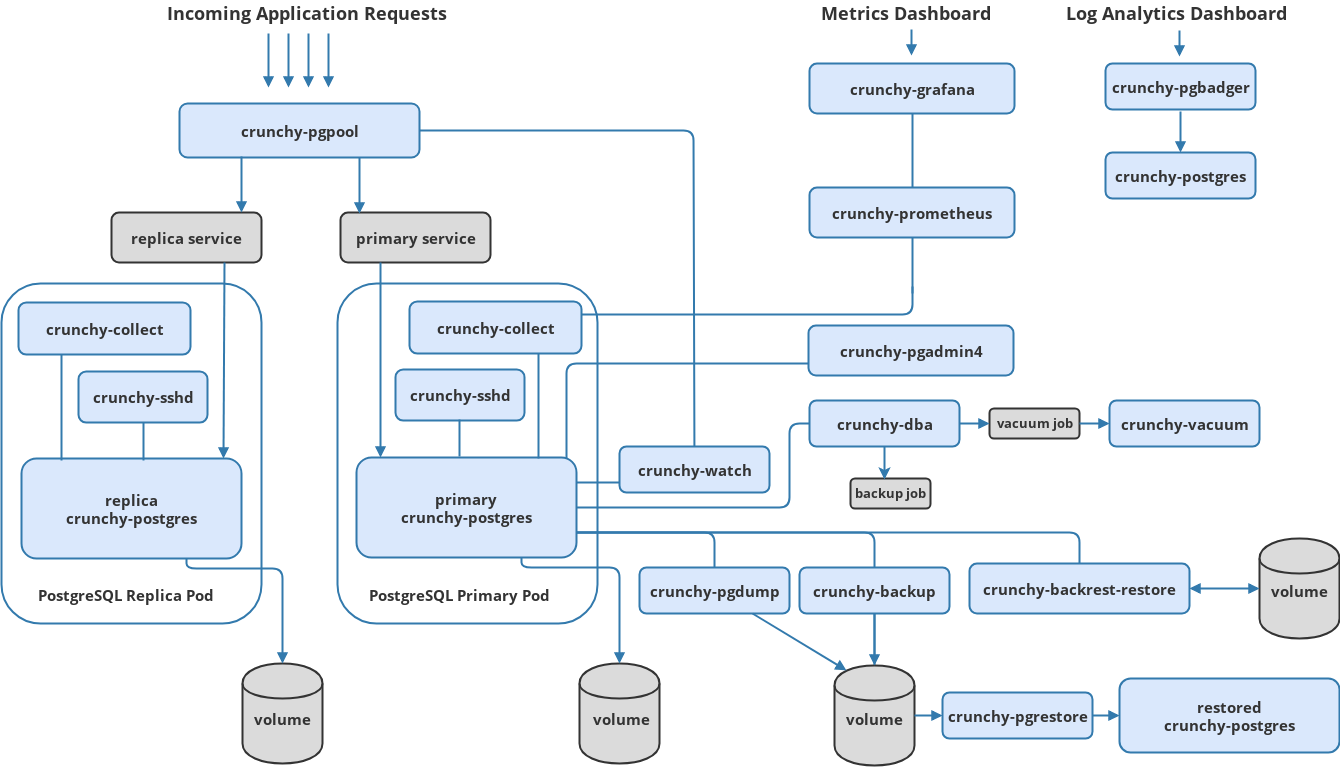 Incoming Application Requests
Metrics Dashboard
Log Analytics Dashboard
crunchy-grafana
crunchy-pgbadger
crunchy-pgpool
crunchy-postgres
crunchy-prometheus
replica service
primary service
crunchy-collect
crunchy-collect
crunchy-pgadmin4
crunchy-sshd
crunchy-sshd
crunchy-dba
vacuum job
crunchy-vacuum
crunchy-watch
backup job
replica
crunchy-postgres
primary
crunchy-postgres
PostgreSQL Replica Pod
PostgreSQL Primary Pod
crunchy-pgdump
crunchy-backup
crunchy-backrest-restore
volume
volume
volume
volume
crunchy-pgrestore
restored
crunchy-postgres